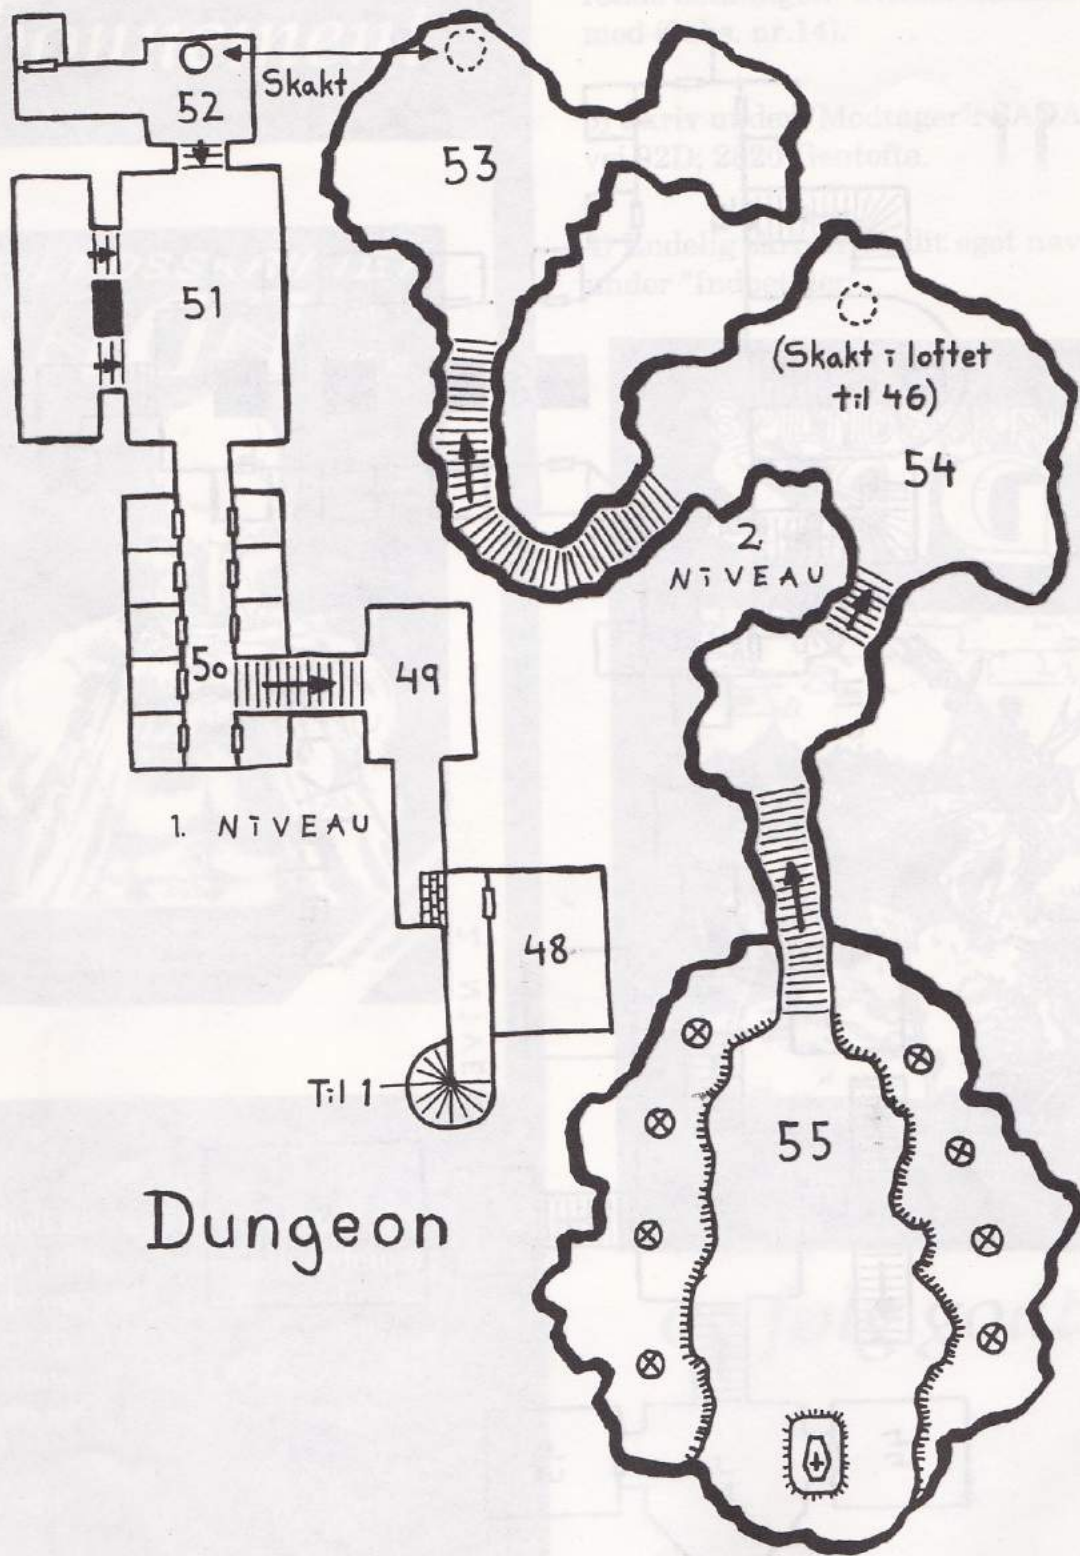 52
Skakt
53
51
(Skakt i loftet
til 46)
54
2.
NIVEAU
50
49
1. NIVEAU
48
Til 1
55
Dungeon